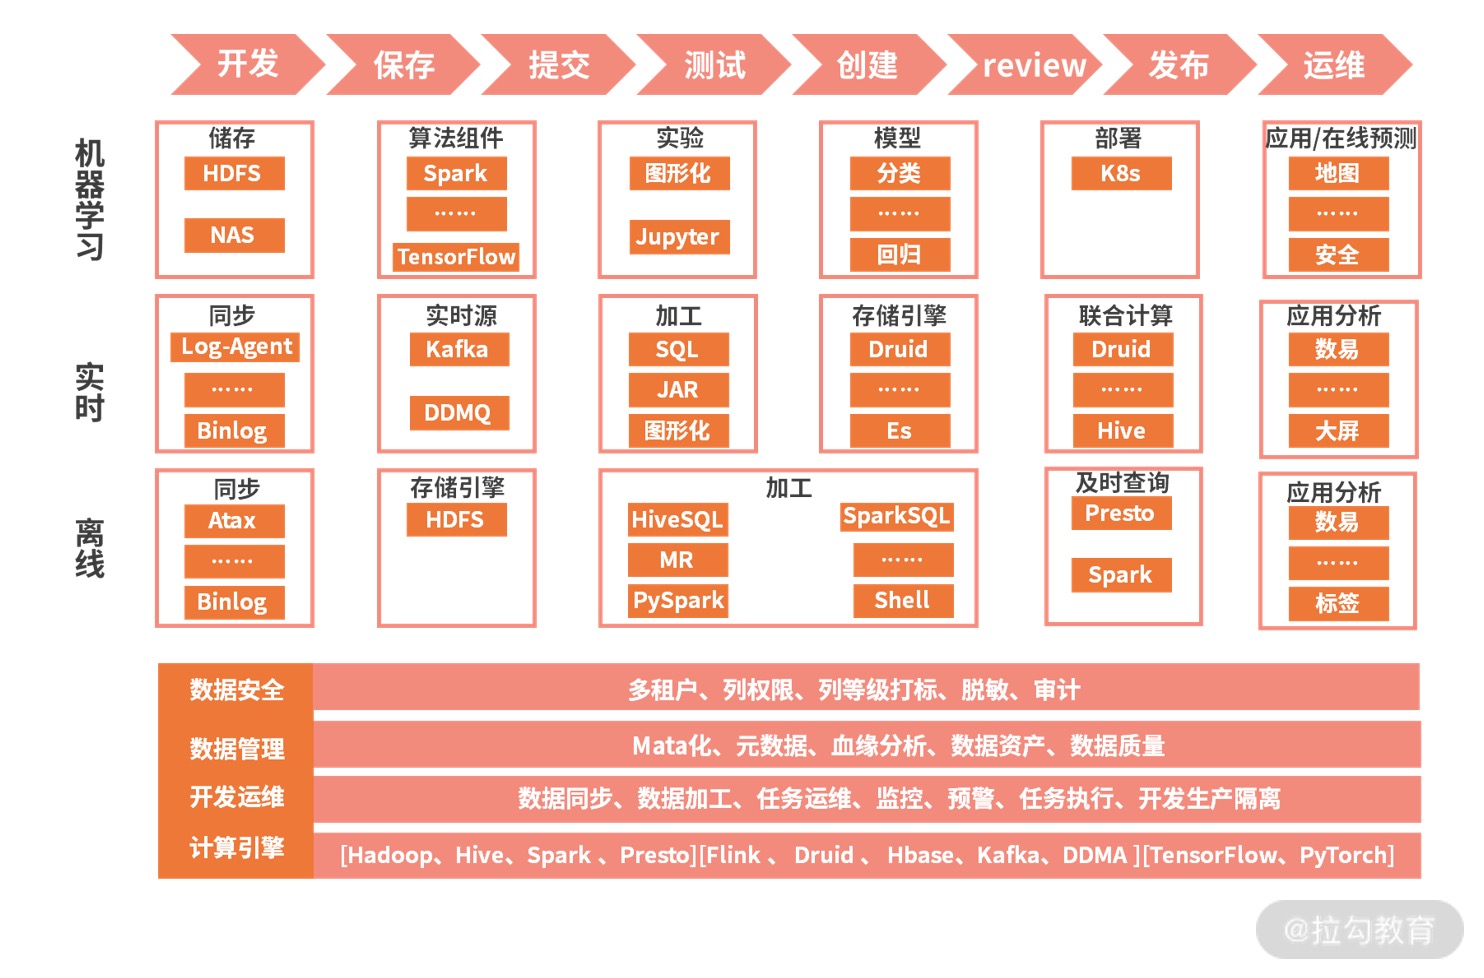 开发
保存
提交
测试
创建
review
发布
运维
机器学习
储存
HDFS
NAS
算法组件
Spark
……
TensorFlow
实验
图形化
Jupyter
模型
分类
……
回归
部署
K8s
应用/在线预测
地图
……
安全
实时
同步
Log-Agent
……
Binlog
实时源
Kafka
DDMQ
加工
SQL
JAR
图形化
存储引擎
Druid
……
Es
联合计算
Druid
……
Hive
应用分析
数易
……
大屏
离线
同步
Atax
……
Binlog
存储引擎
HDFS
加工
HiveSQL
MR
PySpark
SparkSQL
……
Shell
及时查询
Presto
Spark
应用分析
数易
……
标签
数据安全
多租户、列权限、列等级打标、脱敏、审计
数据管理
Mata化、元数据、血缘分析、数据资产、数据质量
开发运维
数据同步、数据加工、任务运维、监控、预警、任务执行、开发生产隔离
计算引擎
[Hadoop、Hive、Spark 、Presto][Flink 、 Druid 、 Hbase、Kafka、DDMA ][TensorFlow、PyTorch]
@拉勾教育